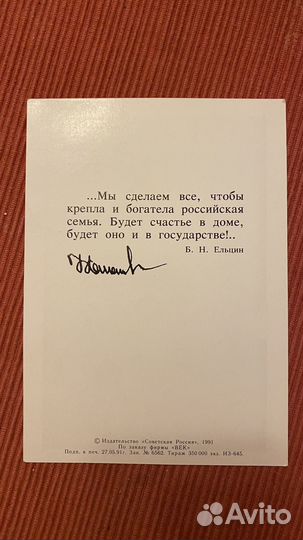 ...Мы сделаем все, чтобы
крепла и богатела российская
семья. Будет счастье в доме,
будет оно и в государстве!..
Б. Н. Ельцин
© Издательство «Советская Россия», 1991
По заказу фирмы «ВЕК»
Подп. в печ. 27.05.91г. Зак. № 6562. Тираж 350 000 экз. ИЗ-645.
Avito